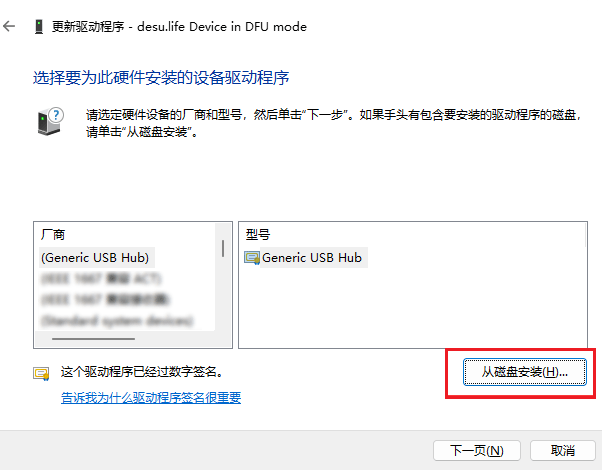 更新驱动程序 - desu.life Device in DFU mode
选择要为此硬件安装的设备驱动程序
请选定硬件设备的厂商和型号，然后单击“下一步”。如果手头有包含要安装的驱动程序的磁盘，
请单击“从磁盘安装”。
厂商
(Generic USB Hub)
型号
Generic USB Hub
这个驱动程序已经过数字签名。
告诉我为什么驱动程序签名很重要
从磁盘安装(H)...
下一页(N)
取消